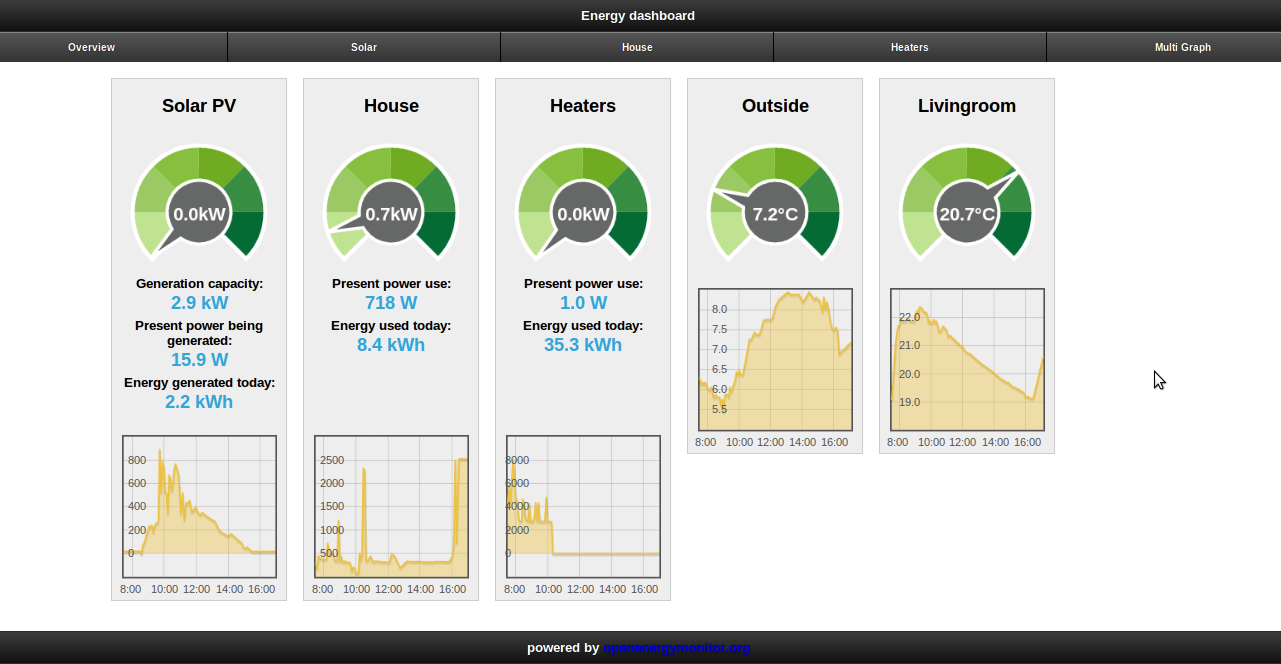 Energy dashboard
Overview
Solar
House
Heaters
Multi Graph
Solar PV
0.0kW
Generation capacity:
2.9 kW
Present power being
generated:
15.9 W
Energy generated today:
2.2 kWh
800
600
400
200
0
8:00 10:00 12:00 14:00 16:00
House
0.7kW
Present power use:
718 W
Energy used today:
8.4 kWh
2500
2000
1500
1000
500
8:00 10:00 12:00 14:00 16:00
Heaters
0.0kW
Present power use:
1.0 W
Energy used today:
35.3 kWh
8000
6000
4000
2000
0
8:00 10:00 12:00 14:00 16:00
Outside
7.2°C
8.0
7.5
7.0
6.5
6.0
5.5
8:00 10:00 12:00 14:00 16:00
Livingroom
20.7°C
22.0
21.0
20.0
19.0
8:00 10:00 12:00 14:00 16:00
powered by openenergymonitor.org